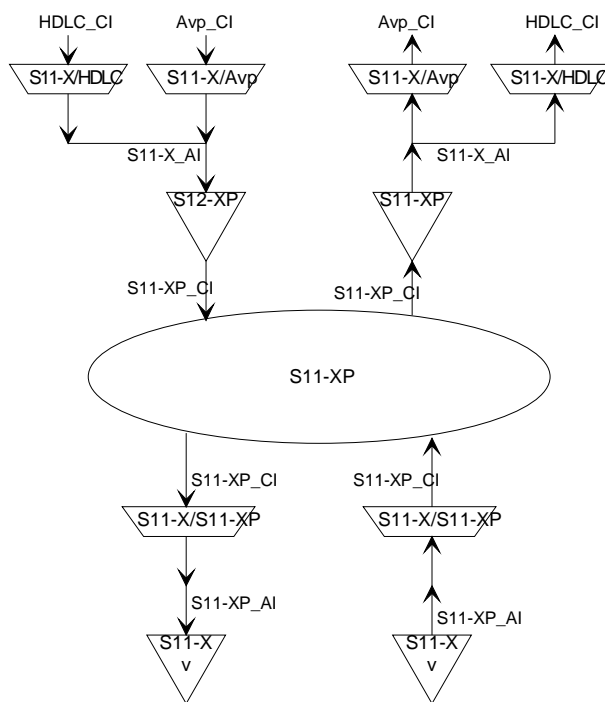 HDLC_CI
Avp_CI
Avp_CI
HDLC_CI
S11-X/HDLC
S11-X/Avp
S11-X/Avp
S11-X/HDLC
S11-X_AI
S11-X_AI
S12-XP
S11-XP
S11-XP_CI
S11-XP_CI
S11-XP
S11-XP_CI
S11-XP_CI
S11-X/S11-XP
S11-X/S11-XP
S11-XP_AI
S11-XP_AI
S11-X
v
S11-X
v